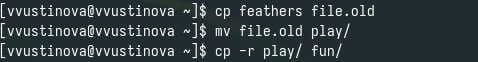 [vvustinova@vvustinova]$ cp feathers file.old
[vvustinova@vvustinova]$ mv file.old play/
[vvustinova@vvustinova]$ cp -r play/ fun/